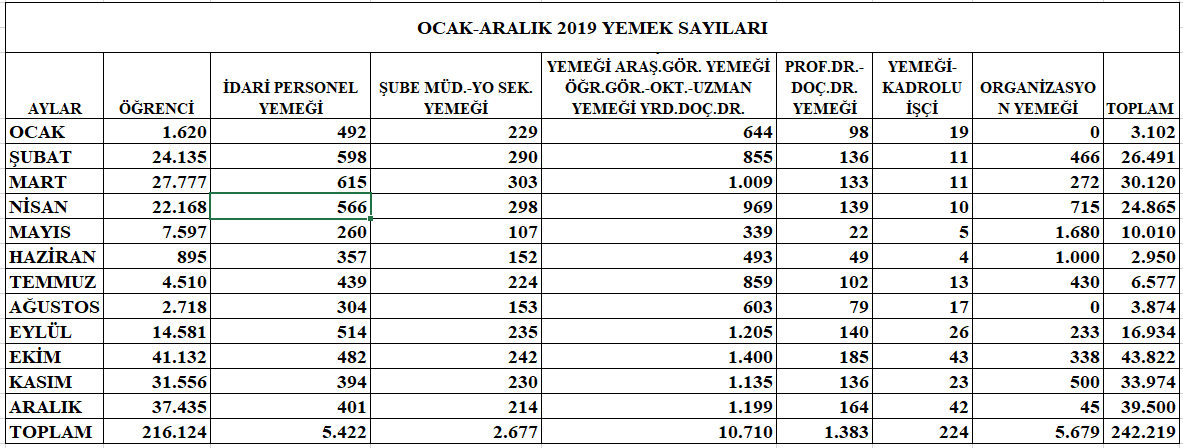 OCAK-ARALIK 2019 YEMEK SAYILARI
AYLAR ÖĞRENCİ İDARİ PERSONEL YEMEĞİ ŞUBE MÜD.-YO SEK. YEMEĞİ YEMEĞİ ARAŞ.GÖR. YEMEĞİ ÖĞR.GÖR.-OKT.-UZMAN YEMEĞİ YRD.DOÇ.DR. PROF.DR.-DOÇ.DR. YEMEĞİ YEMEĞİ-KADROLU İŞÇİ ORGANİZASYON YEMEĞİ TOPLAM
OCAK 1.620 492 229 644 98 19 0 3.102
ŞUBAT 24.135 598 290 855 136 11 466 26.491
MART 27.777 615 303 1.009 133 11 272 30.120
NİSAN 22.168 566 298 969 139 10 715 24.865
MAYIS 7.597 260 107 339 22 5 1.680 10.010
HAZİRAN 895 357 152 493 49 4 1.000 2.950
TEMMUZ 4.510 439 224 859 102 13 430 6.577
AĞUSTOS 2.718 304 153 603 79 17 0 3.874
EYLÜL 14.581 514 235 1.205 140 26 233 16.934
EKİM 41.132 482 242 1.400 185 43 338 43.822
KASIM 31.556 394 230 1.135 136 23 500 33.974
ARALIK 37.435 401 214 1.199 164 42 45 39.500
TOPLAM 216.124 5.422 2.677 10.710 1.383 224 5.679 242.219